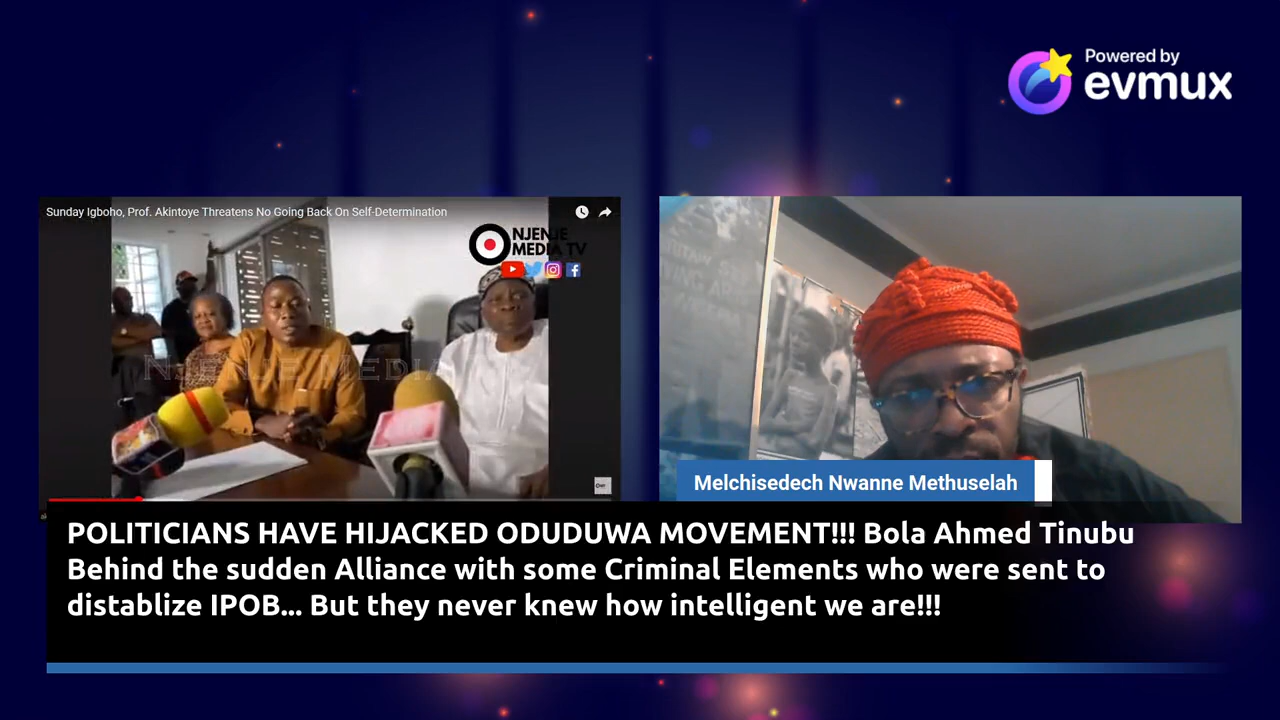 Powered by
evmux
Sunday Igboho, Prof. Akintoye Threatens No Going Back On Self-Determination
NJENJE
MEDIA TV
NJENJE MEDIA
Melchisedech Nwanne Methuselah
POLITICIANS HAVE HIJACKED ODUDUWA MOVEMENT!!! Bola Ahmed Tinubu
Behind the sudden Alliance with some Criminal Elements who were sent to
distablize IPOB... But they never knew how intelligent we are!!!